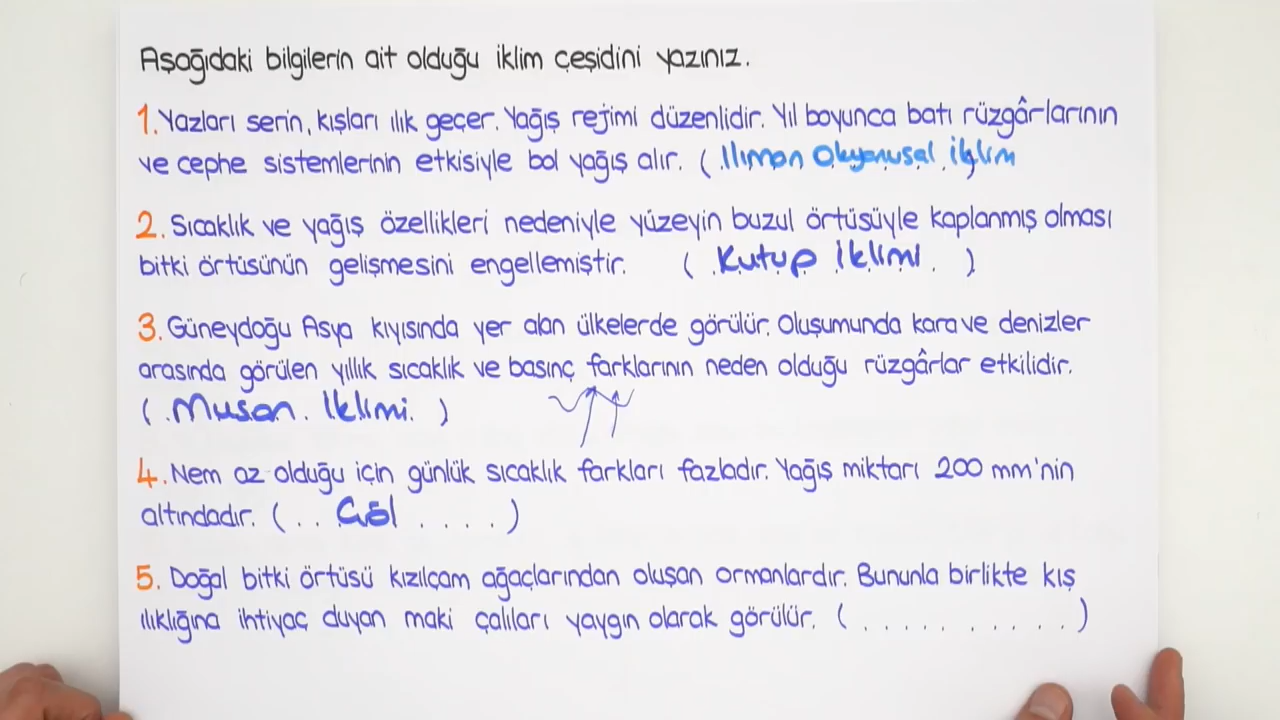 Aşağıdaki bilgilerin ait olduğu iklim çeşidini yazınız.
1. Yazları serin, kışları ılık geçer. Yağış rejimi düzenlidir. Yıl boyunca batı rüzgârlarının
ve cephe sistemlerinin etkisiyle bol yağış alır. ( Ilıman Okyanusal İklim
2. Sıcaklık ve yağış özellikleri nedeniyle yüzeyin buzul örtüsüyle kaplanmış olması
bitki örtüsünün gelişmesini engellemiştir. ( Kutup İklimi . )
3. Güneydoğu Asya kıyısında yer alan ülkelerde görülür. Oluşumunda kara ve denizler
arasında görülen yıllık sıcaklık ve basınç farklarının neden olduğu rüzgârlar etkilidir.
( . Muson . İklimi . )
4. Nem az olduğu için günlük sıcaklık farkları fazladır. Yağış miktarı 200 mm'nin
altındadır. ( . . Çöl . . . . )
5. Doğal bitki örtüsü kızılçam ağaçlarından oluşan ormanlardır. Bununla birlikte kış
ılıklığına ihtiyaç duyan maki çalıları yaygın olarak görülür. ( . . . . . . . . . . )